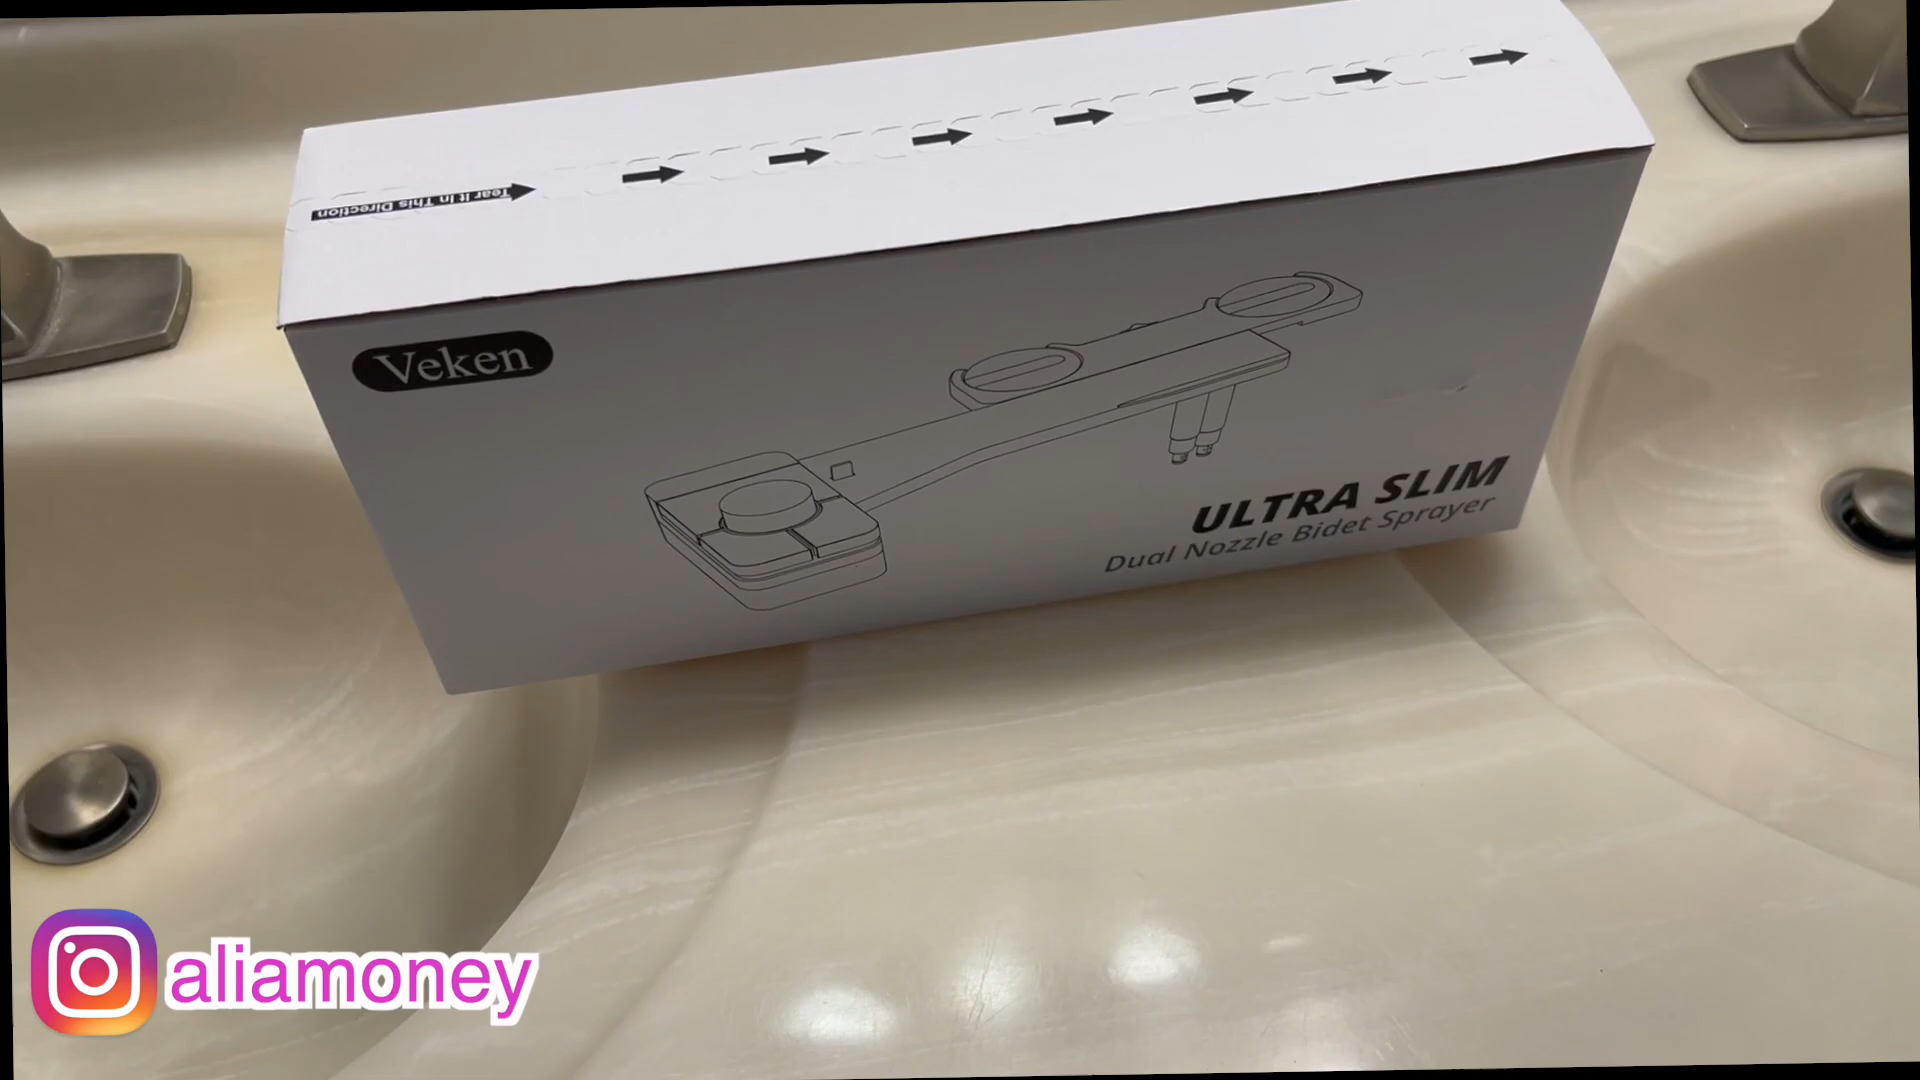 Tear It In This Direction
Veken
ULTRA SLIM
Dual Nozzle Bidet Sprayer
aliamoney